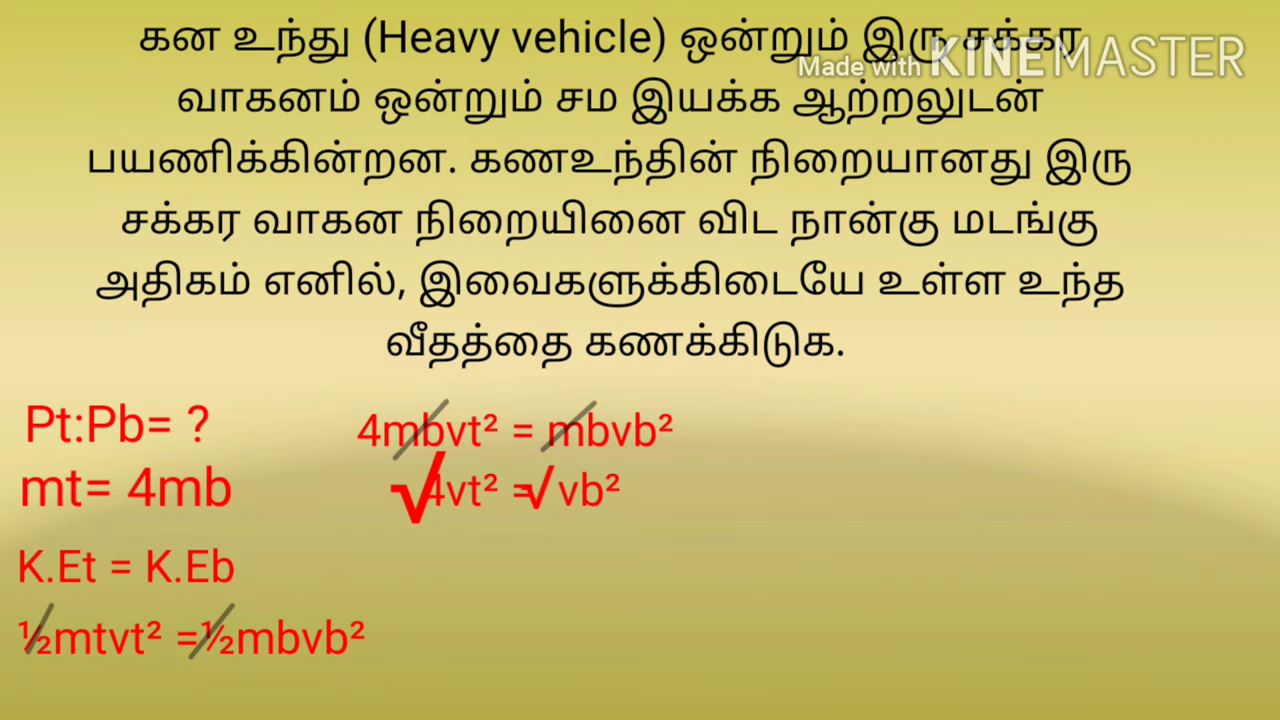 கன உந்து (Heavy vehicle) ஒன்றும் இரு சக்கர
Made with KINEMASTER
வாகனம் ஒன்றும் சம இயக்க ஆற்றலுடன்
பயணிக்கின்றன. கணஉந்தின் நிறையானது இரு
சக்கர வாகன நிறையினை விட நான்கு மடங்கு
அதிகம் எனில், இவைகளுக்கிடையே உள்ள உந்த
வீதத்தை கணக்கிடுக.
Pt:Pb= ?
mt= 4mb
K.Et = K.Eb
½mtvt² =½mbvb²
4mbvt² = mbvb²
√4vt² =√ vb²